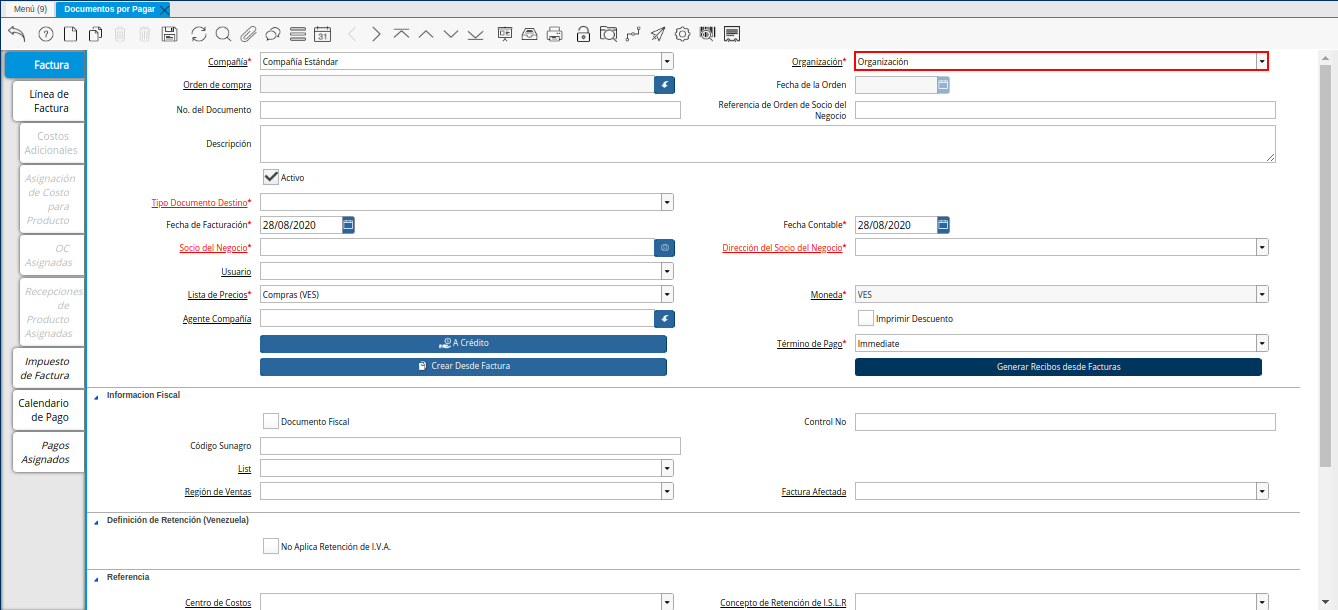 Menú (9)
Documentos por Pagar
31
Factura
Línea de
Factura
Costos
Adicionales
Asignación
de Costo
para
Producto
OC
Asignadas
Recepciones
de
Producto
Asignadas
Impuesto
de Factura
Calendario
de Pago
Pagos
Asignados
Compañía* Compañía Estándar Organización* Organización
Orden de compra Fecha de la Orden
No. del Documento Referencia de Orden de Socio del
Negocio
Descripción
Activo
Tipo Documento Destino*
Fecha de Facturación* 28/08/2020 Fecha Contable* 28/08/2020
Socio del Negocio* Dirección del Socio del Negocio*
Usuario
Lista de Precios* Compras (VES) Moneda* VES
Agente Compañía Imprimir Descuento
A Crédito Término de Pago* Immediate
Crear Desde Factura Generar Recibos desde Facturas
Informacion Fiscal
Documento Fiscal Control No
Código Sunagro
List
Región de Ventas Factura Afectada
Definición de Retención (Venezuela)
No Aplica Retención de I.V.A.
Referencia
Centro de Costos Concepto de Retención de I.S.L.R